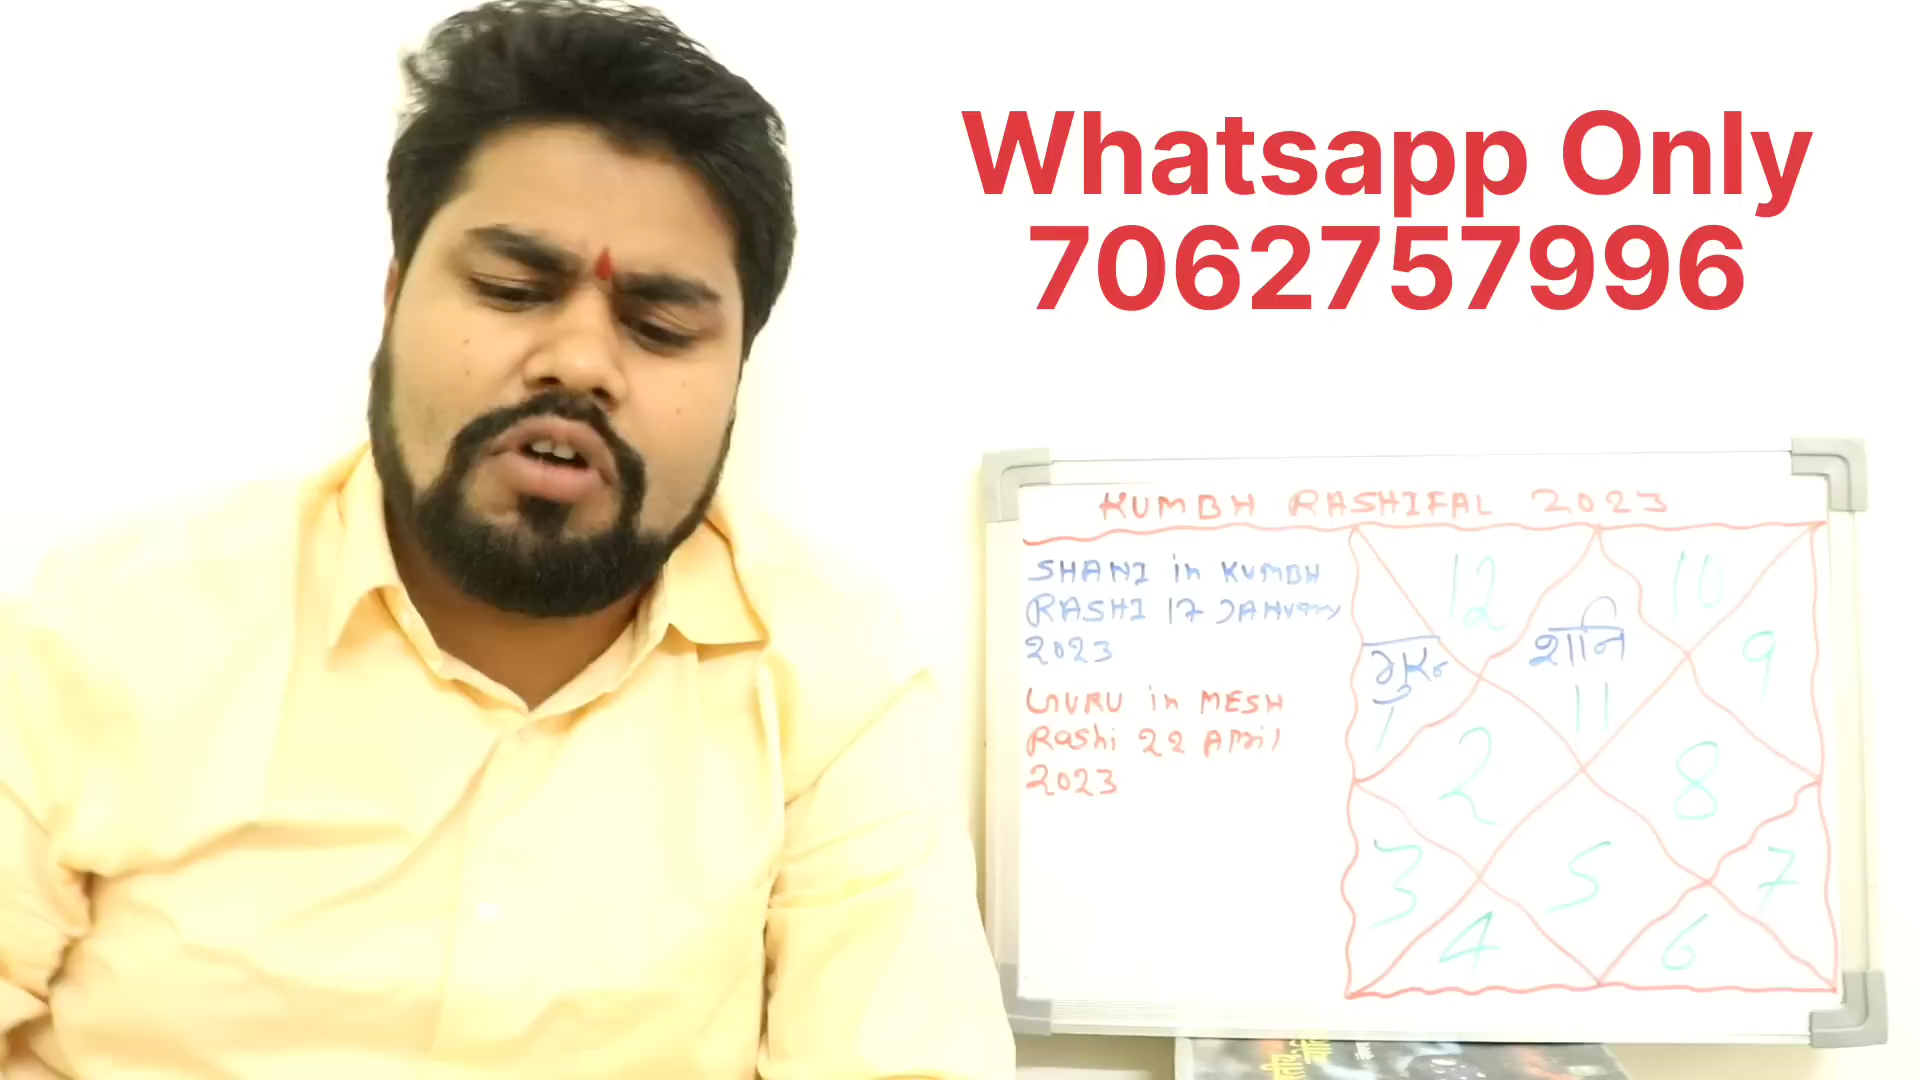 Whatsapp Only
7062757996
KUMBH RASHIFAL 2023
SHANI in KUMBH
RASHI 17 JANuary
2023
GURU in MESH
Rashi 22 April
2023
12
10
शनि
9
गुरु
1
11
2
8
3
5
7
4
6